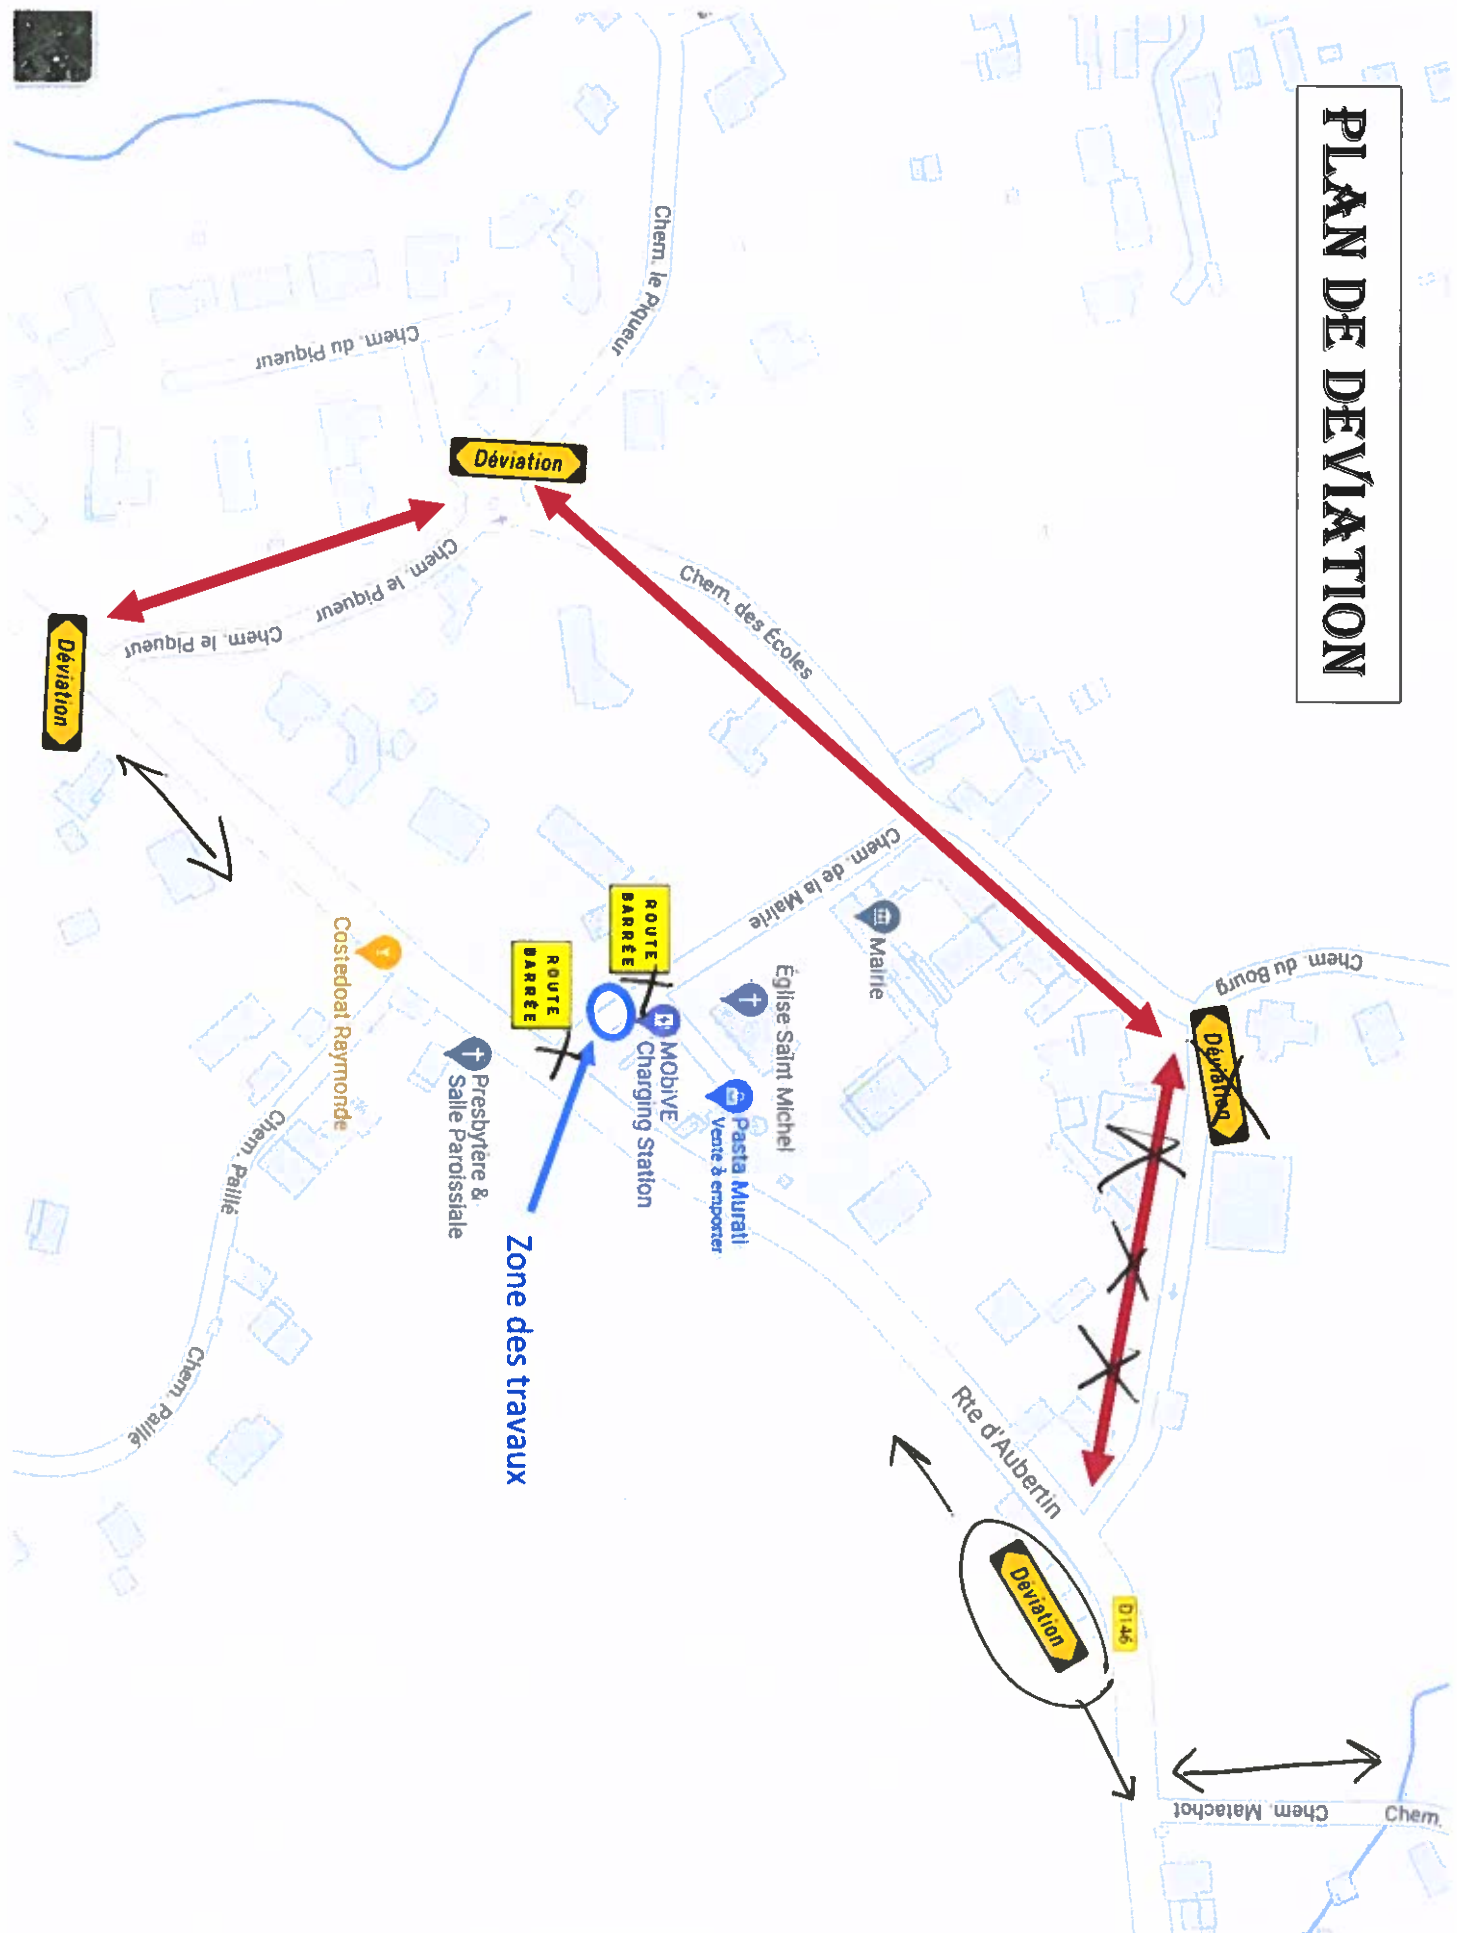 PLAN DE DEVIATION
Chem. le Piqueur
Chem. du Piqueur
Déviation
Chem. le Piqueur
Chem. le Piqueur
Déviation
Chem. des Écoles
Chem. de la Mairie
Mairie
Chem. du Bourg
Déviation
ROUTE
BARRÉE
ROUTE
BARRÉE
Église Saint Michel
MObiVE
Charging Station
Pasta Murati
Vente à emporter
Castedoat Raymonde
Presbytère &
Salle Paroissiale
Chem. Paillé
Chem. Paillé
Zone des travaux
Rte d'Aubertin
Déviation
D146
Chem. Matachot
Chem.